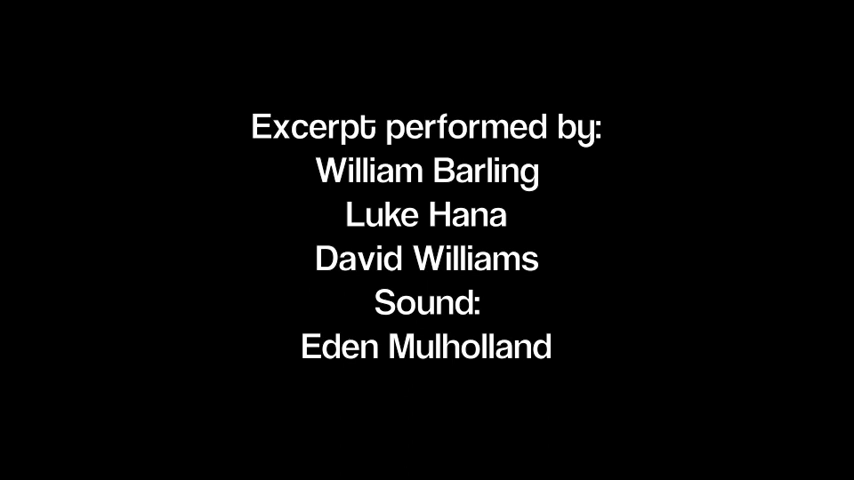 Excerpt performed by:
William Barling
Luke Hana
David Williams
Sound:
Eden Mulholland